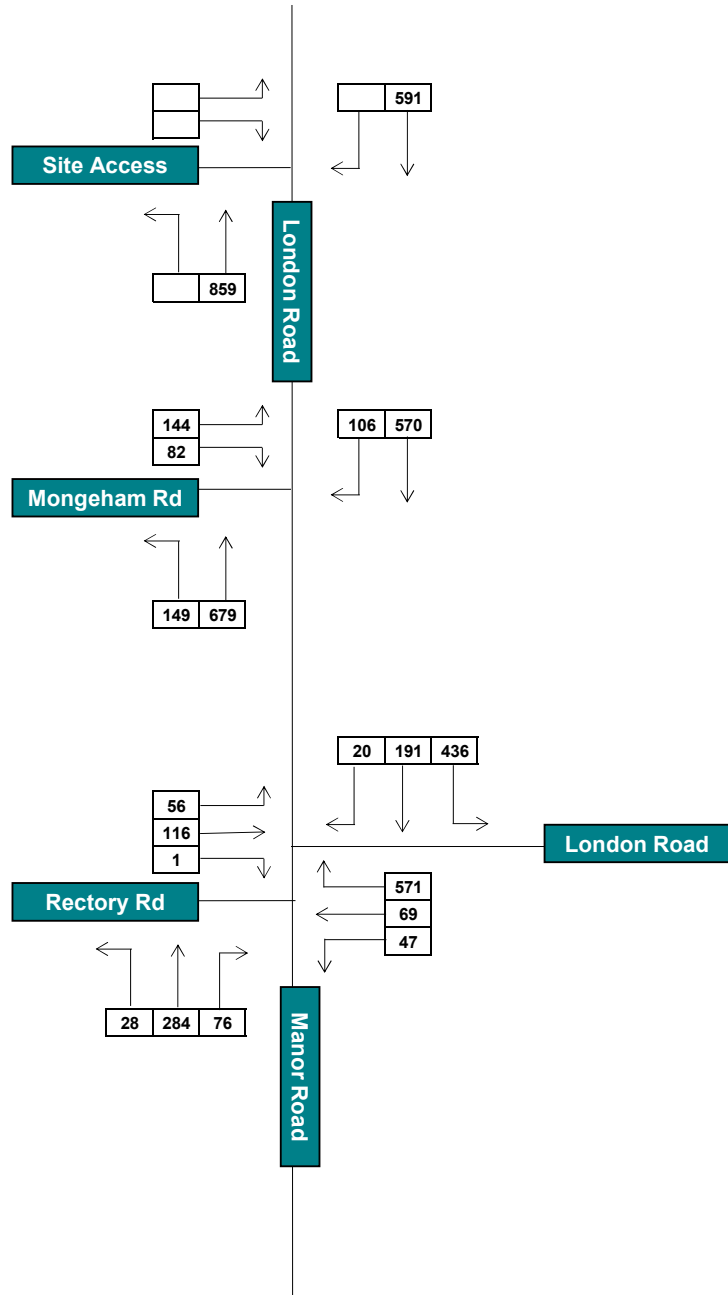 591
Site Access
London Road
859
144
82
106 570
Mongeham Rd
149 679
20 191 436
56
116
1
London Road
571
69
47
Rectory Rd
28 284 76
Manor Road